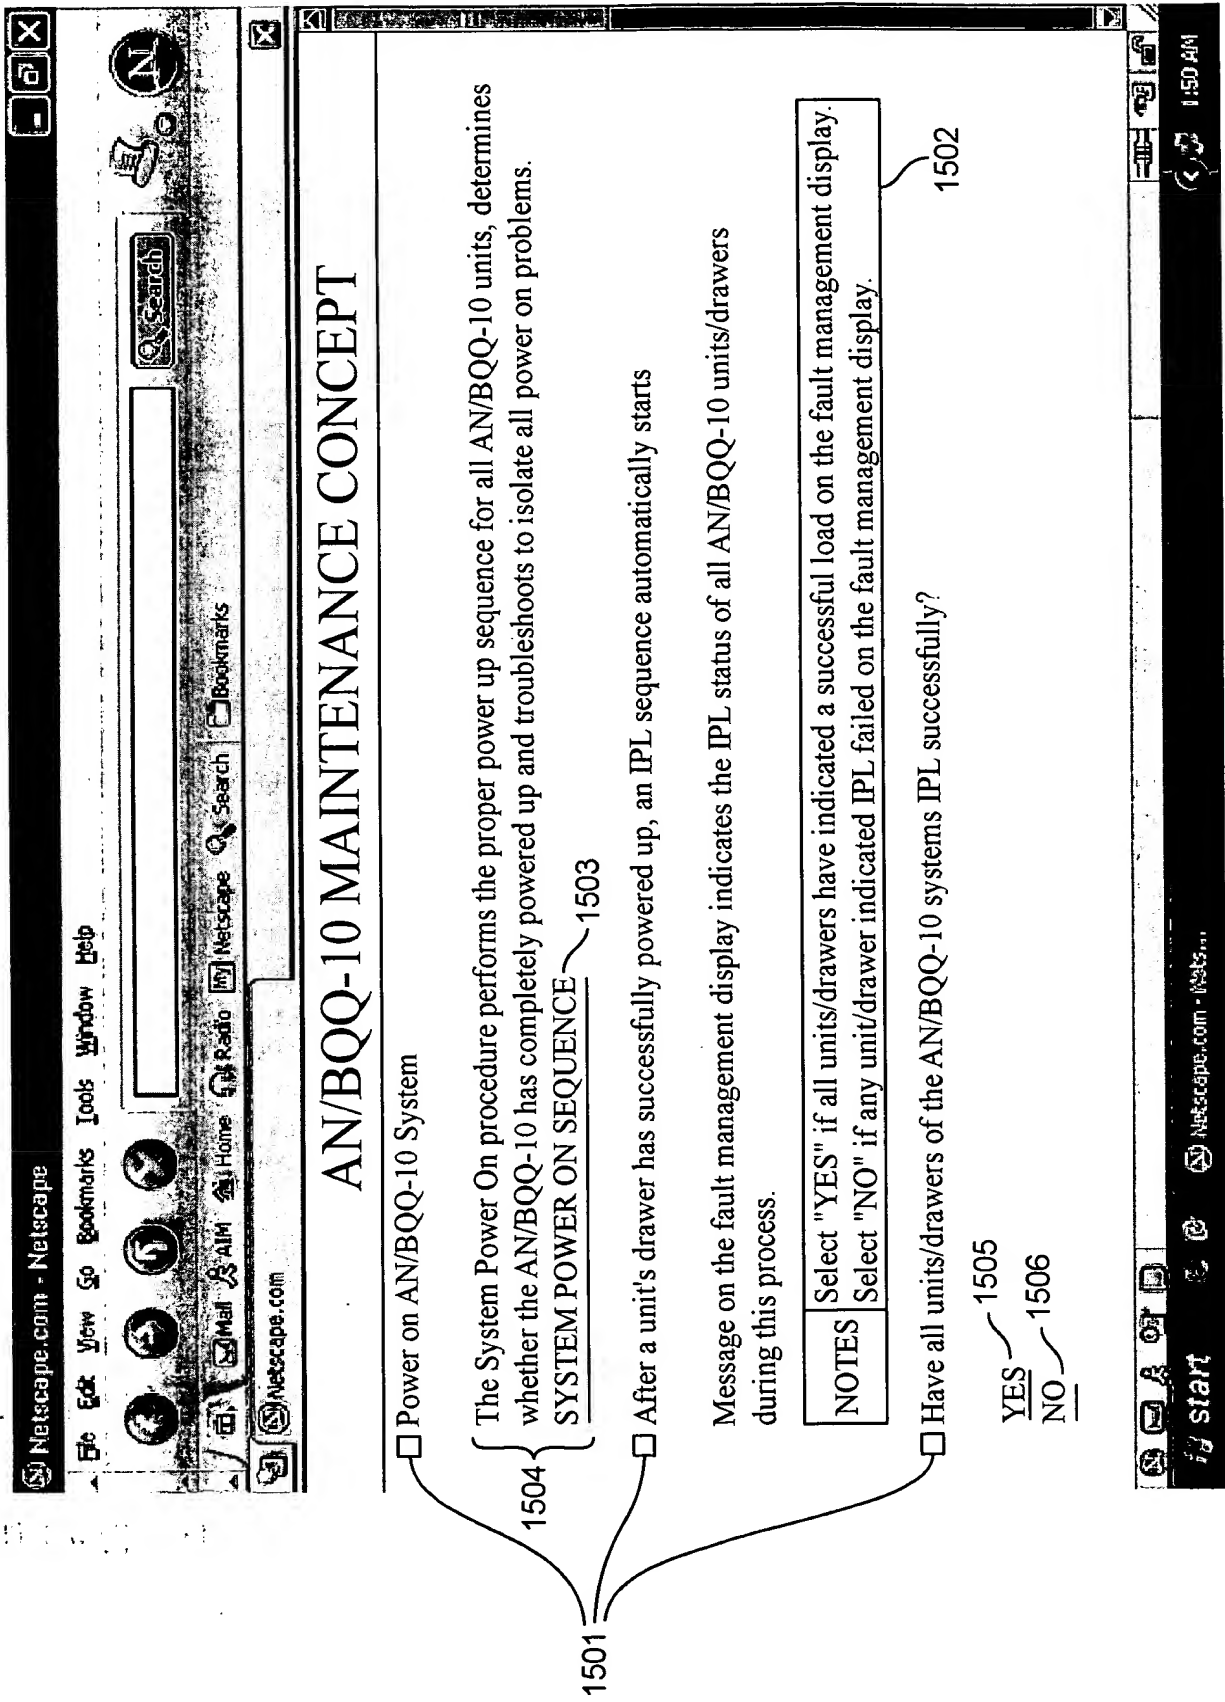 Netscape.com - Netscape
File Edit View Go Bookmarks Tools Window Help
Search
N
Mail AIM Home Radio My Netscape Search Bookmarks
Netscape.com
AN/BQQ-10 MAINTENANCE CONCEPT
Power on AN/BQQ-10 System
The System Power On procedure performs the proper power up sequence for all AN/BQQ-10 units, determines
whether the AN/BQQ-10 has completely powered up and troubleshoots to isolate all power on problems.
SYSTEM POWER ON SEQUENCE 1503
1504
After a unit's drawer has successfully powered up, an IPL sequence automatically starts
1501
Message on the fault management display indicates the IPL status of all AN/BQQ-10 units/drawers
during this process.
NOTES Select "YES" if all units/drawers have indicated a successful load on the fault management display.
Select "NO" if any unit/drawer indicated IPL failed on the fault management display.
1502
Have all units/drawers of the AN/BQQ-10 systems IPL successfully?
YES 1505
NO 1506
start Netscape.com - Nets... 1:50 AM